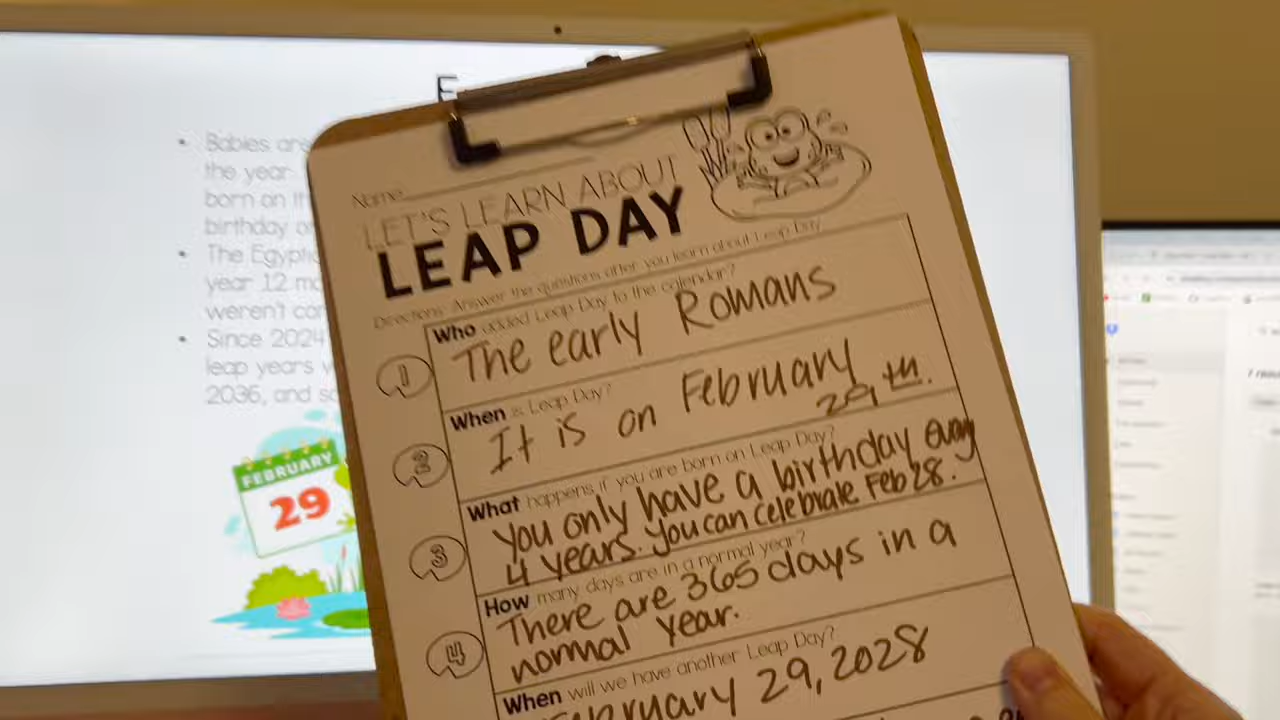 Babies are
the year
born on th
birthday o
The Egypti
year 12 mo
weren't con
Since 2024
leap years w
2036, and so
FEBRUARY
29
Name
LET'S LEARN ABOUT
LEAP DAY
Directions: Answer the questions after you learn about Leap Day.
1
Who added Leap Day to the calendar?
The early Romans
2
When is Leap Day?
It is on February
29th.
3
What happens if you are born on Leap Day?
You only have a birthday every
4 years. You can celebrate Feb 28.
4
How many days are in a normal year?
There are 365 days in a
normal year.
When will we have another Leap Day?
February 29, 2028